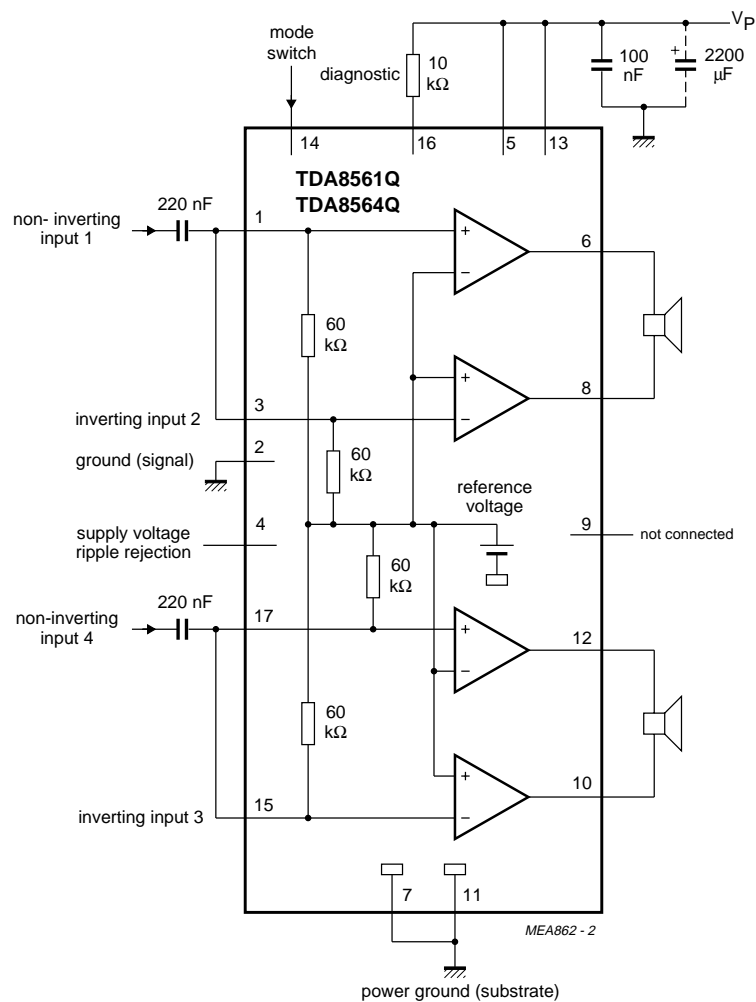 V_P
mode
switch
diagnostic
10
kΩ
100
nF
+
2200
μF
14
16
5
13
TDA8561Q
TDA8564Q
220 nF
non- inverting
input 1
1
+
−
6
60
kΩ
+
−
8
3
inverting input 2
2
ground (signal)
60
kΩ
reference
voltage
4
supply voltage
ripple rejection
9
not connected
60
kΩ
220 nF
non-inverting
input 4
17
+
−
12
60
kΩ
+
−
10
15
inverting input 3
7
11
MEA862 - 2
power ground (substrate)